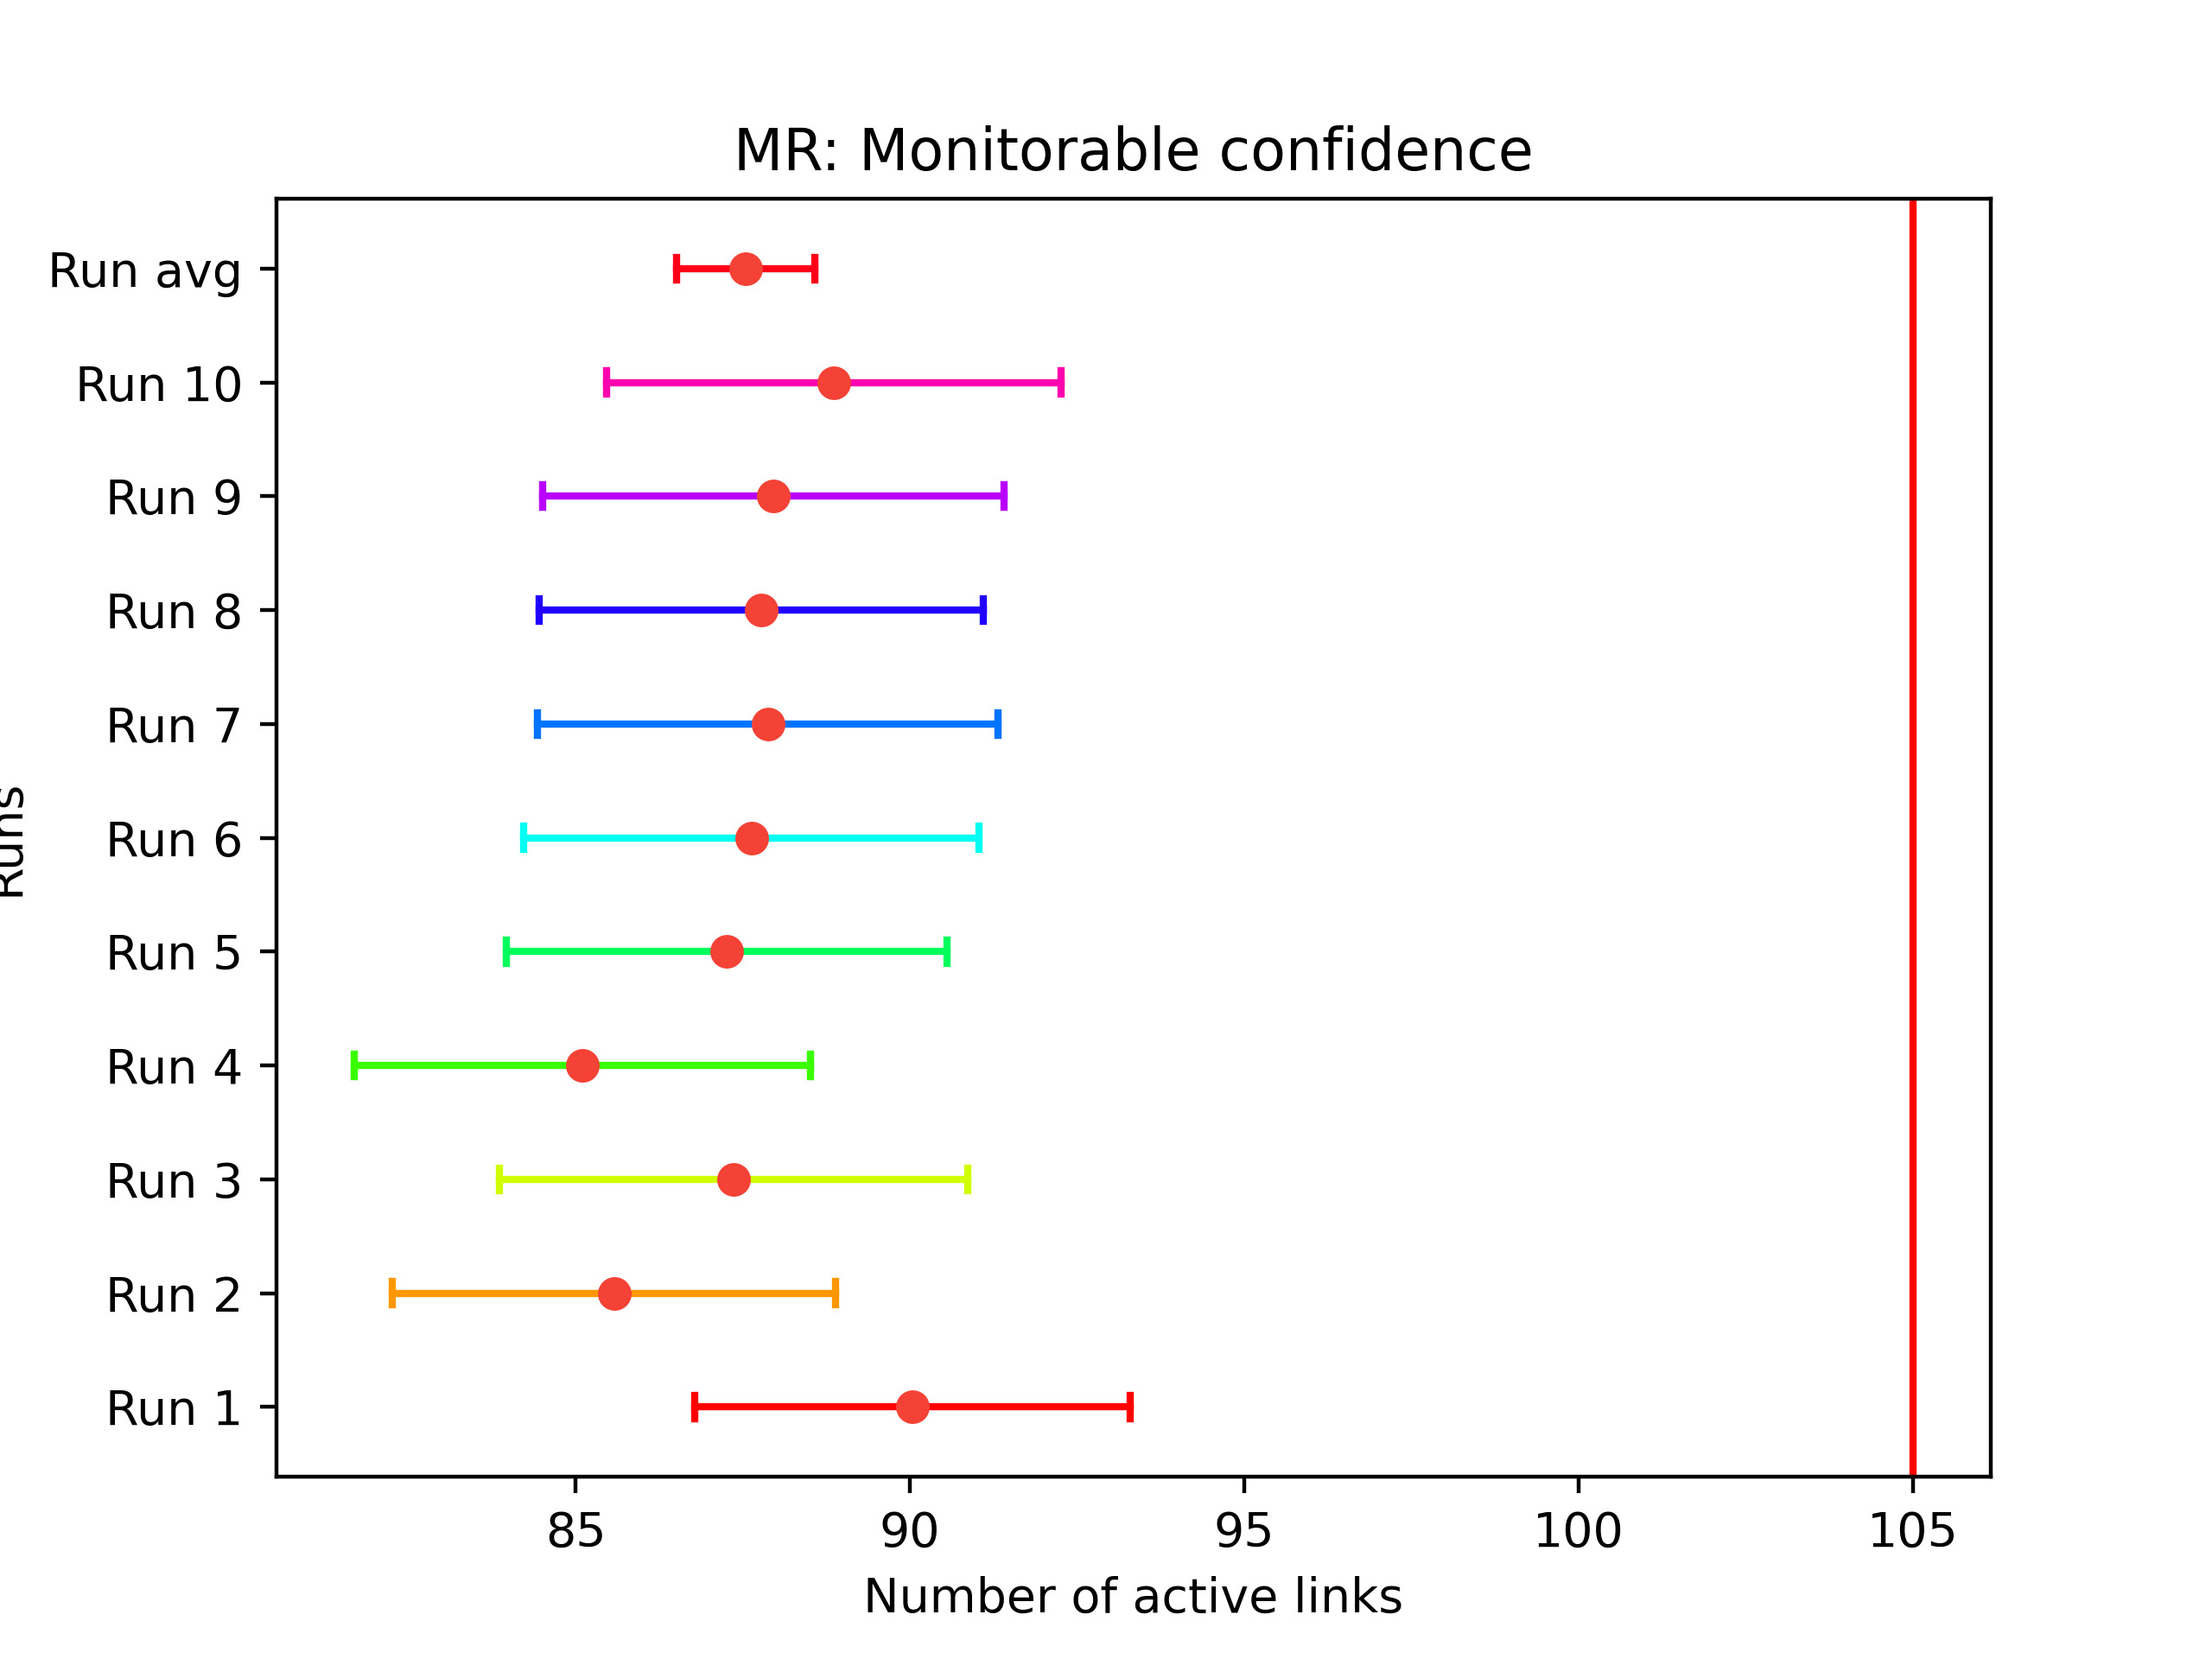 MR: Monitorable confidence
Run avg
Run 10
Run 9
Run 8
Run 7
Run 6
Run 5
Run 4
Run 3
Run 2
Run 1
Runs
85 90 95 100 105
Number of active links